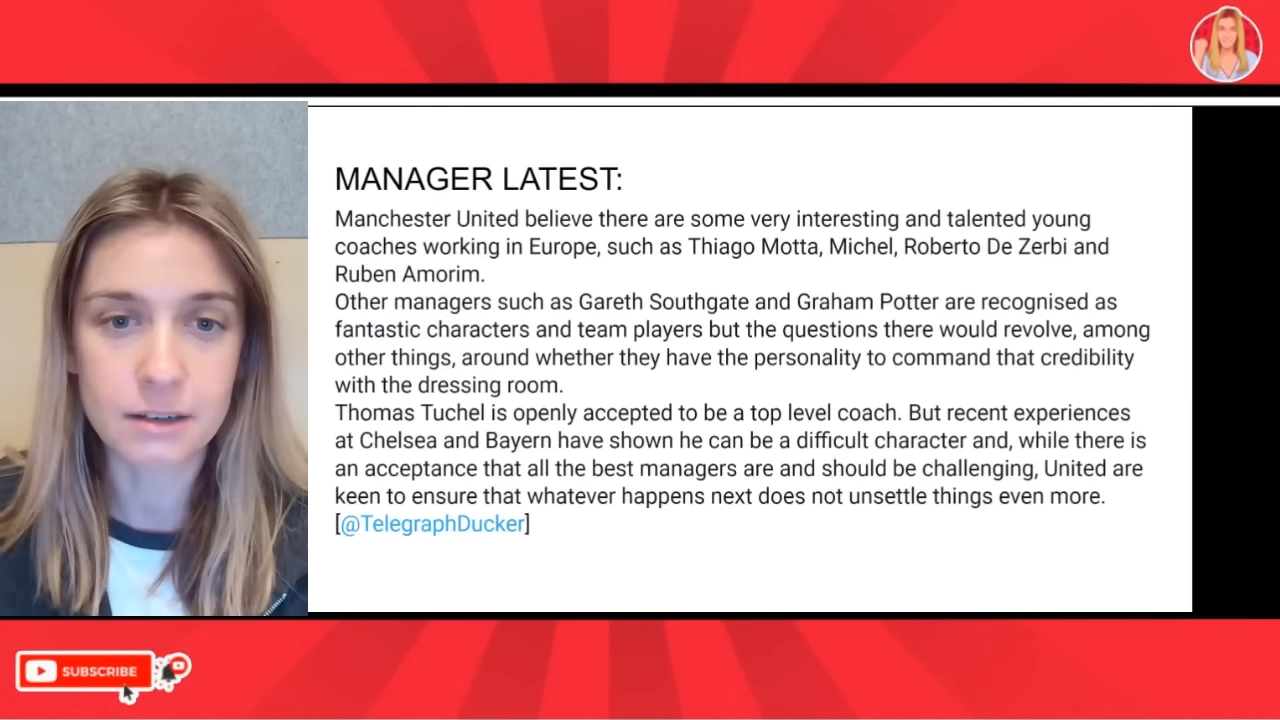 MANAGER LATEST:
Manchester United believe there are some very interesting and talented young
coaches working in Europe, such as Thiago Motta, Michel, Roberto De Zerbi and
Ruben Amorim.
Other managers such as Gareth Southgate and Graham Potter are recognised as
fantastic characters and team players but the questions there would revolve, among
other things, around whether they have the personality to command that credibility
with the dressing room.
Thomas Tuchel is openly accepted to be a top level coach. But recent experiences
at Chelsea and Bayern have shown he can be a difficult character and, while there is
an acceptance that all the best managers are and should be challenging, United are
keen to ensure that whatever happens next does not unsettle things even more.
[@TelegraphDucker]
SUBSCRIBE